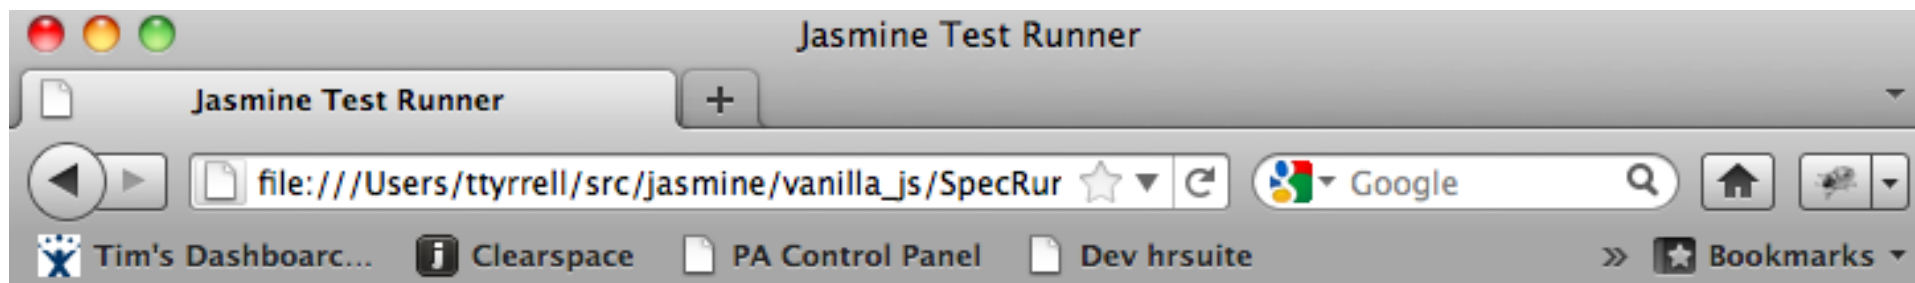 Jasmine Test Runner
Jasmine Test Runner +
file:///Users/ttyrrell/src/jasmine/vanilla_js/SpecRur Google
Tim's Dashboarc... j Clearspace PA Control Panel Dev hrsuite » Bookmarks